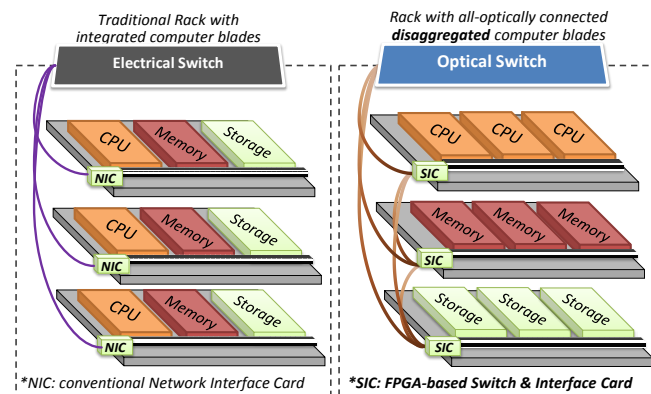 Traditional Rack with
integrated computer blades
Electrical Switch
CPU
Memory
Storage
NIC
CPU
Memory
Storage
NIC
CPU
Memory
Storage
NIC
*NIC: conventional Network Interface Card
Rack with all-optically connected
disaggregated computer blades
Optical Switch
CPU
CPU
CPU
SIC
Memory
Memory
Memory
SIC
Storage
Storage
Storage
SIC
*SIC: FPGA-based Switch & Interface Card